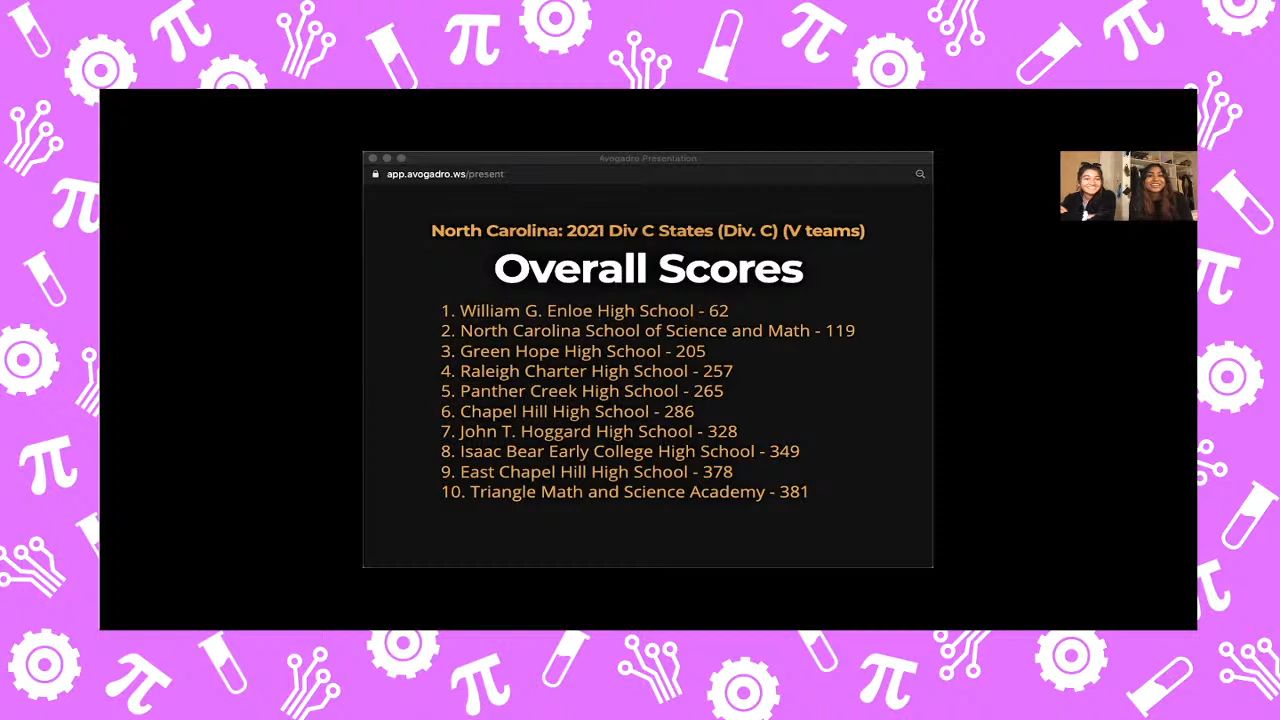 Avogadro Presentation
app.avogadro.ws/present
North Carolina: 2021 Div C States (Div. C) (V teams)
Overall Scores
1. William G. Enloe High School - 62
2. North Carolina School of Science and Math - 119
3. Green Hope High School - 205
4. Raleigh Charter High School - 257
5. Panther Creek High School - 265
6. Chapel Hill High School - 286
7. John T. Hoggard High School - 328
8. Isaac Bear Early College High School - 349
9. East Chapel Hill High School - 378
10. Triangle Math and Science Academy - 381